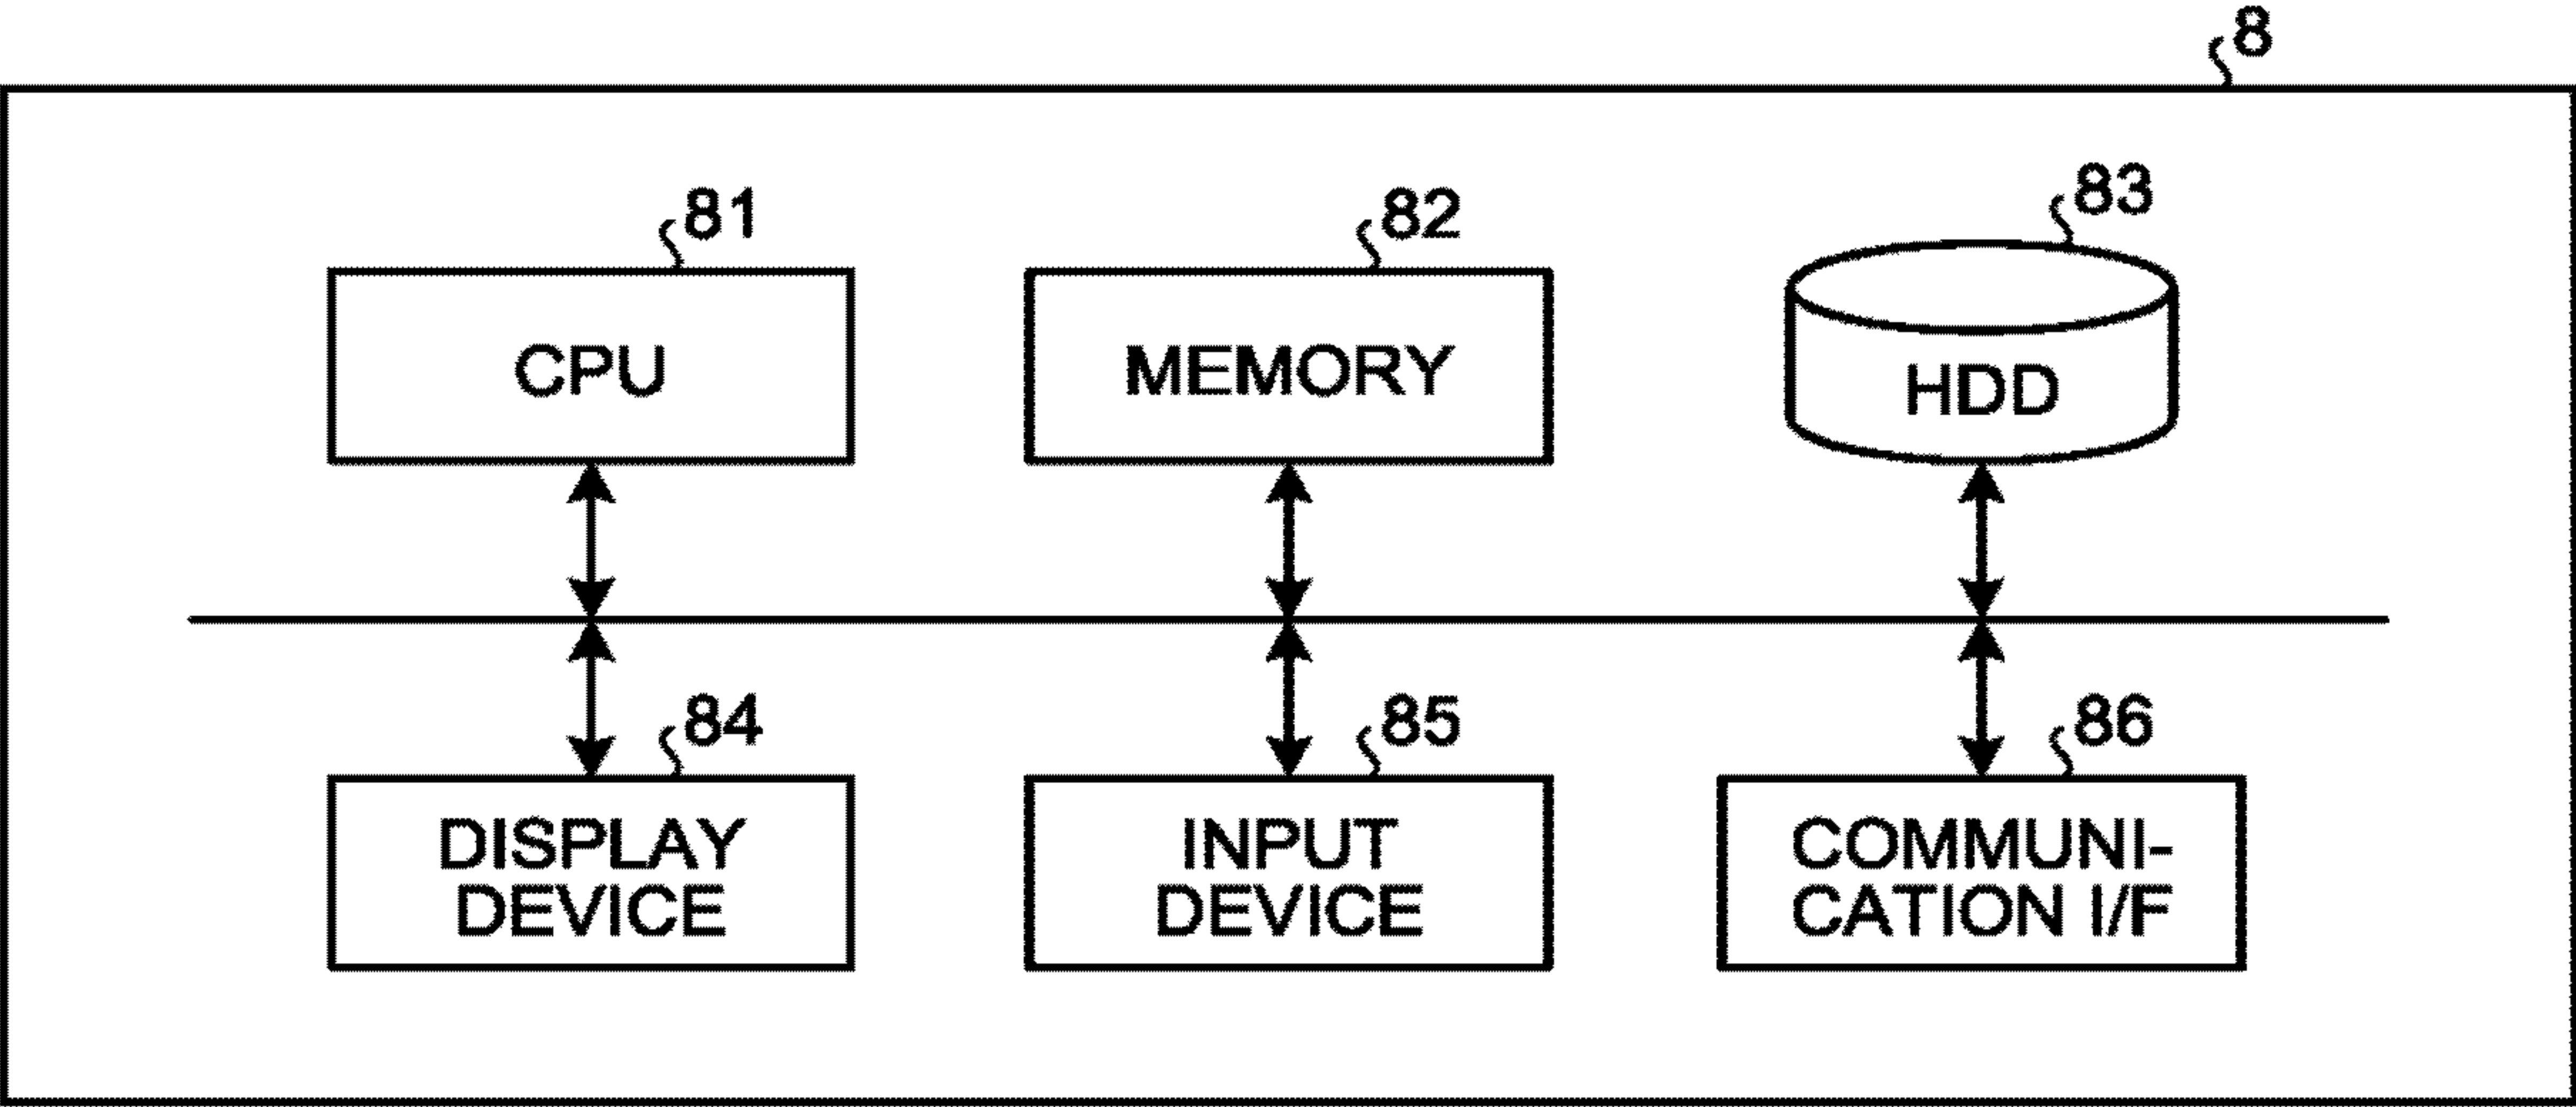 8
81
82
83
CPU
MEMORY
HDD
84
85
86
DISPLAY
DEVICE
INPUT
DEVICE
COMMUNI-
CATION I/F